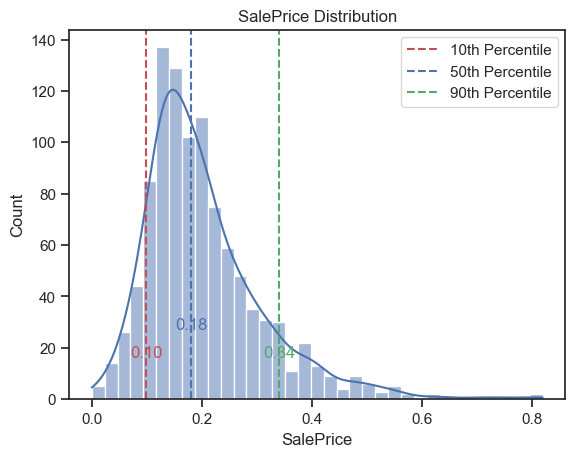 SalePrice Distribution
10th Percentile
50th Percentile
90th Percentile
140
120
100
80
60
40
20
0
Count
0.18
0.10
0.34
0.0
0.2
0.4
0.6
0.8
SalePrice